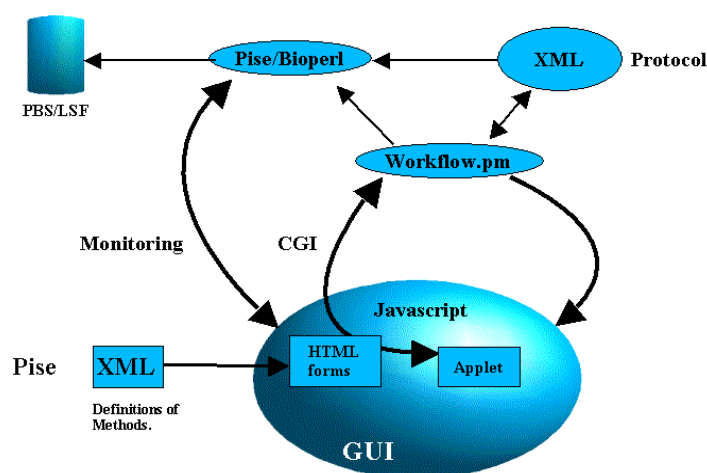 Pise/Bioperl
XML
Protocol
PBS/LSF
Workflow.pm
Monitoring
CGI
Javascript
HTML
forms
Applet
Pise
XML
Definitions of
Methods.
GUI